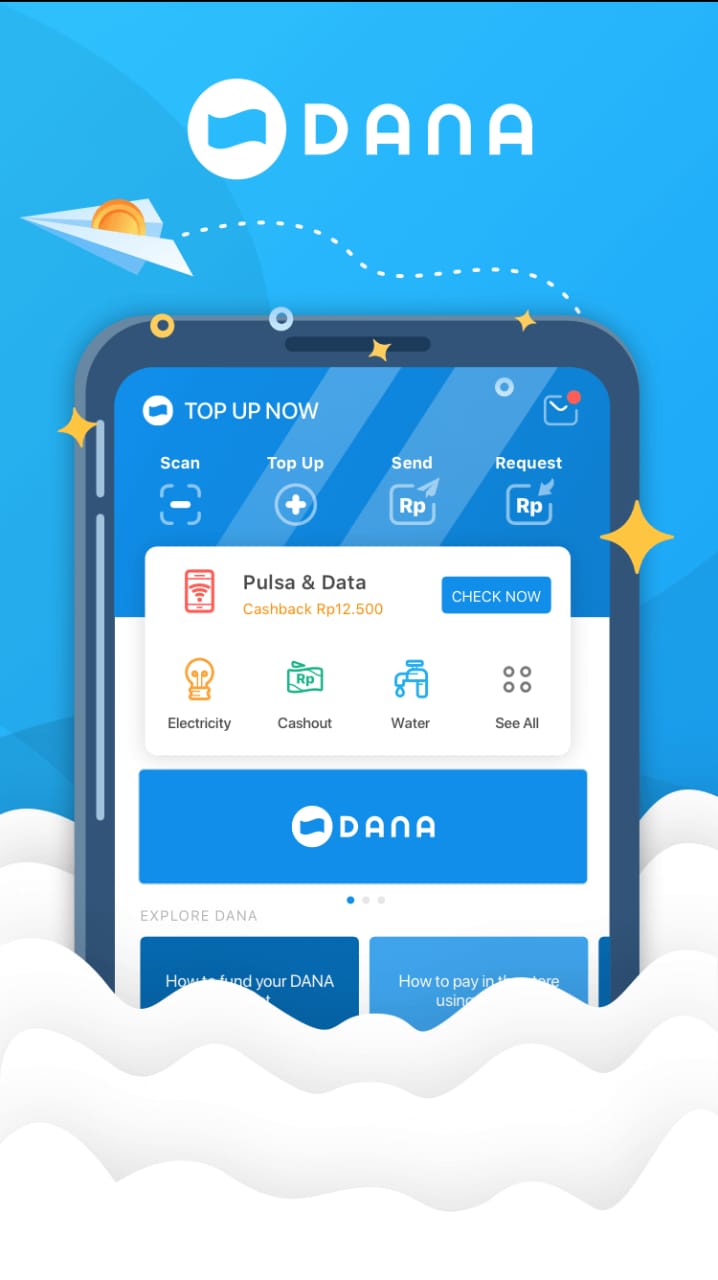 DANA
TOP UP NOW
Scan Top Up Send Request
Rp Rp
Pulsa & Data
Cashback Rp12.500
CHECK NOW
Rp
Electricity Cashout Water See All
DANA
EXPLORE DANA
How to fund your DANA
How to pay in the store
using